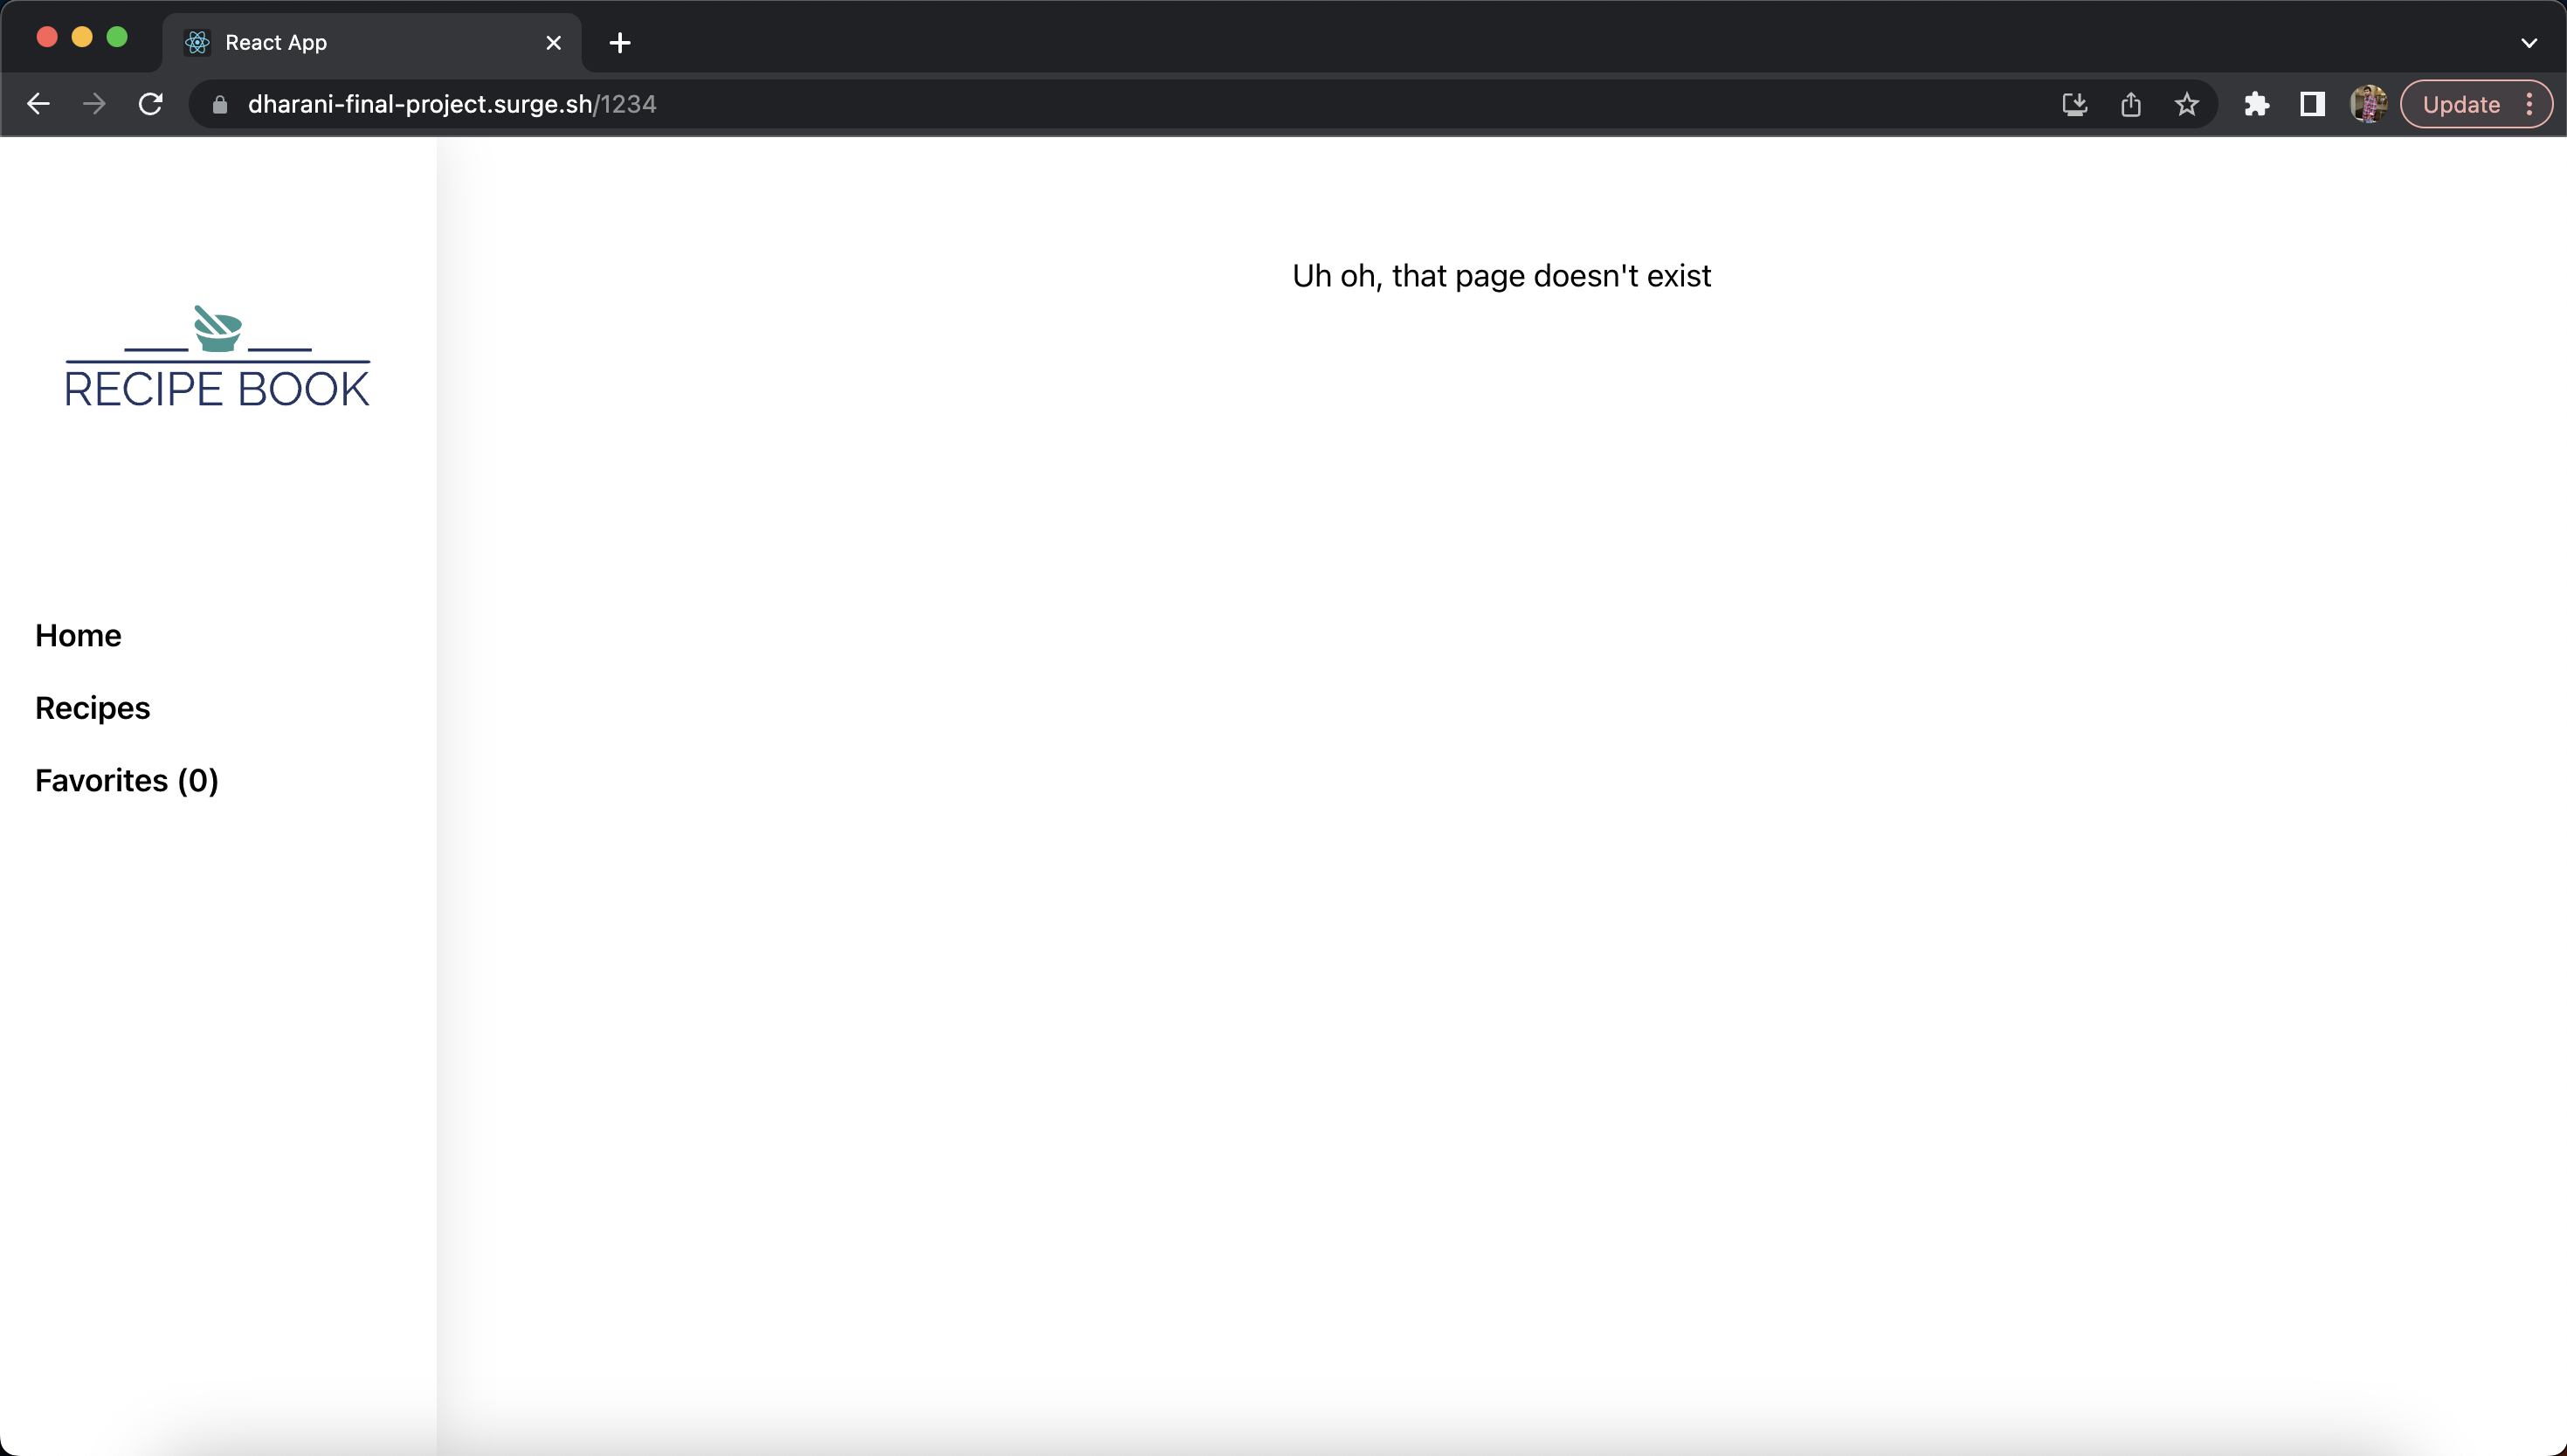 React App
dharani-final-project.surge.sh/1234
Update
RECIPE BOOK
Home
Recipes
Favorites (0)
Uh oh, that page doesn't exist